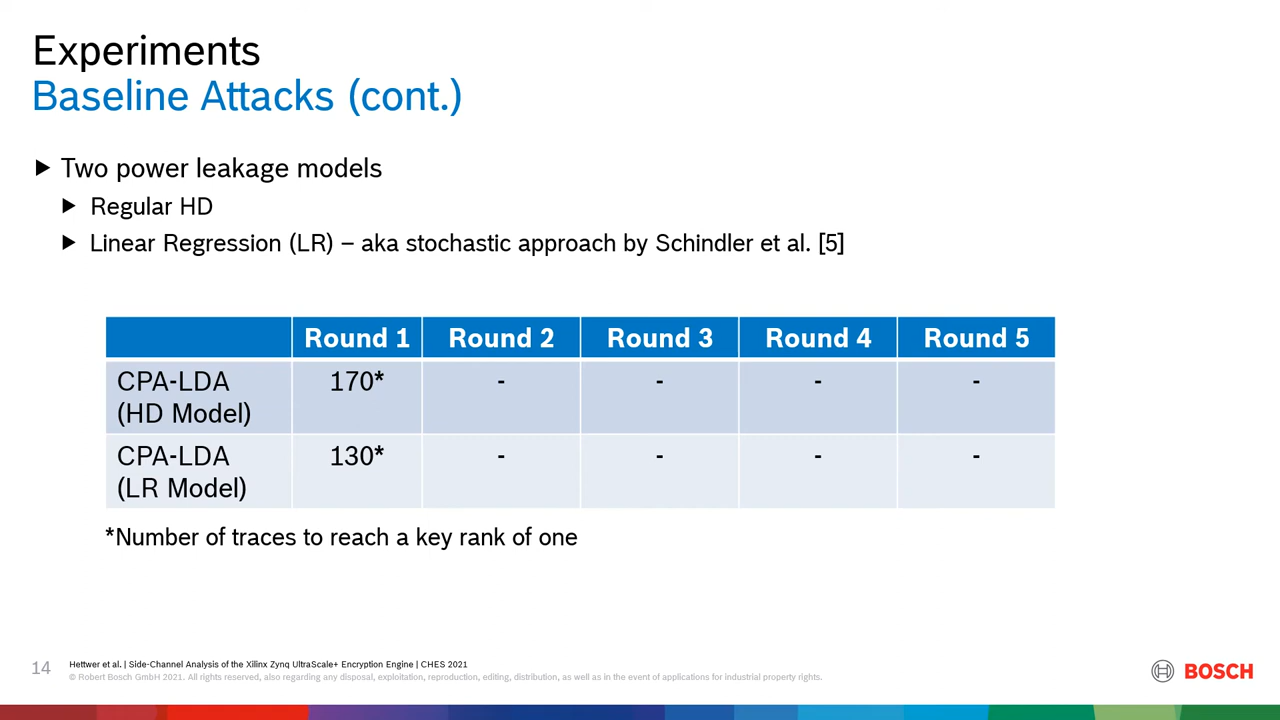 Experiments
Baseline Attacks (cont.)
▶ Two power leakage models
▶ Regular HD
▶ Linear Regression (LR) – aka stochastic approach by Schindler et al. [5]
Round 1 Round 2 Round 3 Round 4 Round 5
CPA-LDA 170* - - - -
(HD Model)
CPA-LDA 130* - - - -
(LR Model)
*Number of traces to reach a key rank of one
14 Hettwer et al. | Side-Channel Analysis of the Xilinx Zynq UltraScale+ Encryption Engine | CHES 2021
© Robert Bosch GmbH 2021. All rights reserved, also regarding any disposal, exploitation, reproduction, editing, distribution, as well as in the event of applications for industrial property rights.
BOSCH